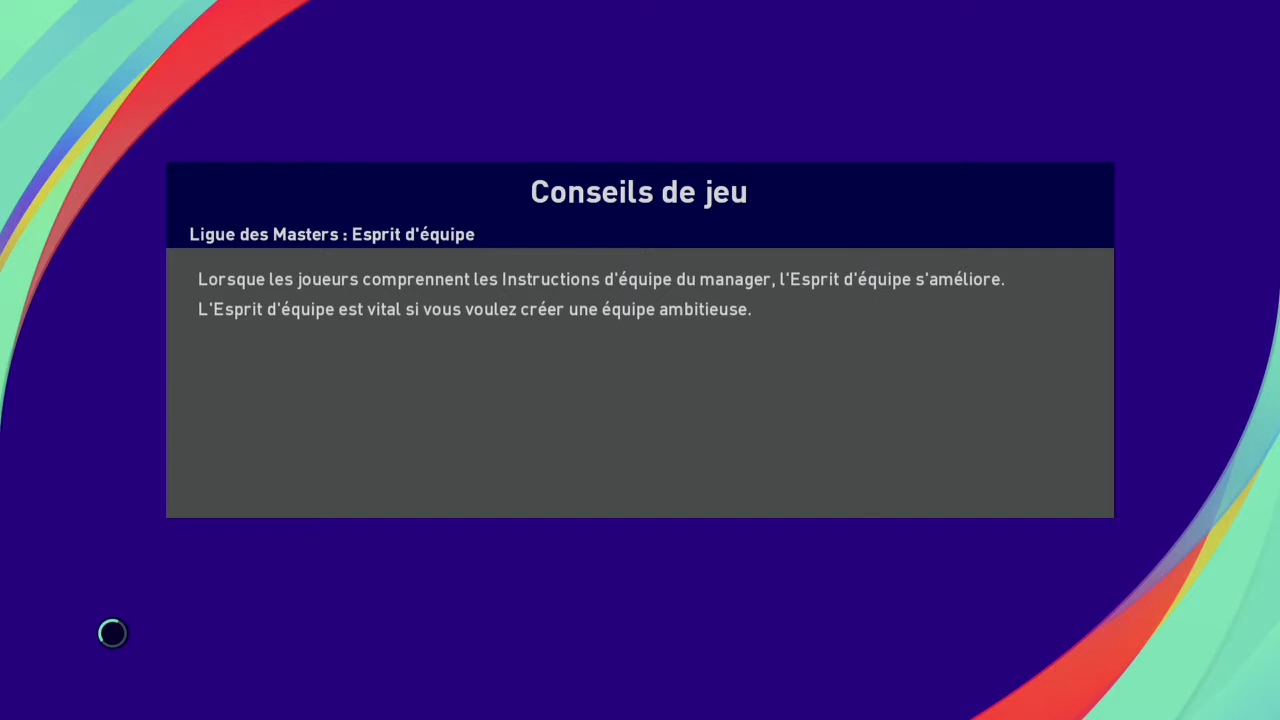 Conseils de jeu
Ligue des Masters : Esprit d'équipe
Lorsque les joueurs comprennent les Instructions d'équipe du manager, l'Esprit d'équipe s'améliore.
L'Esprit d'équipe est vital si vous voulez créer une équipe ambitieuse.